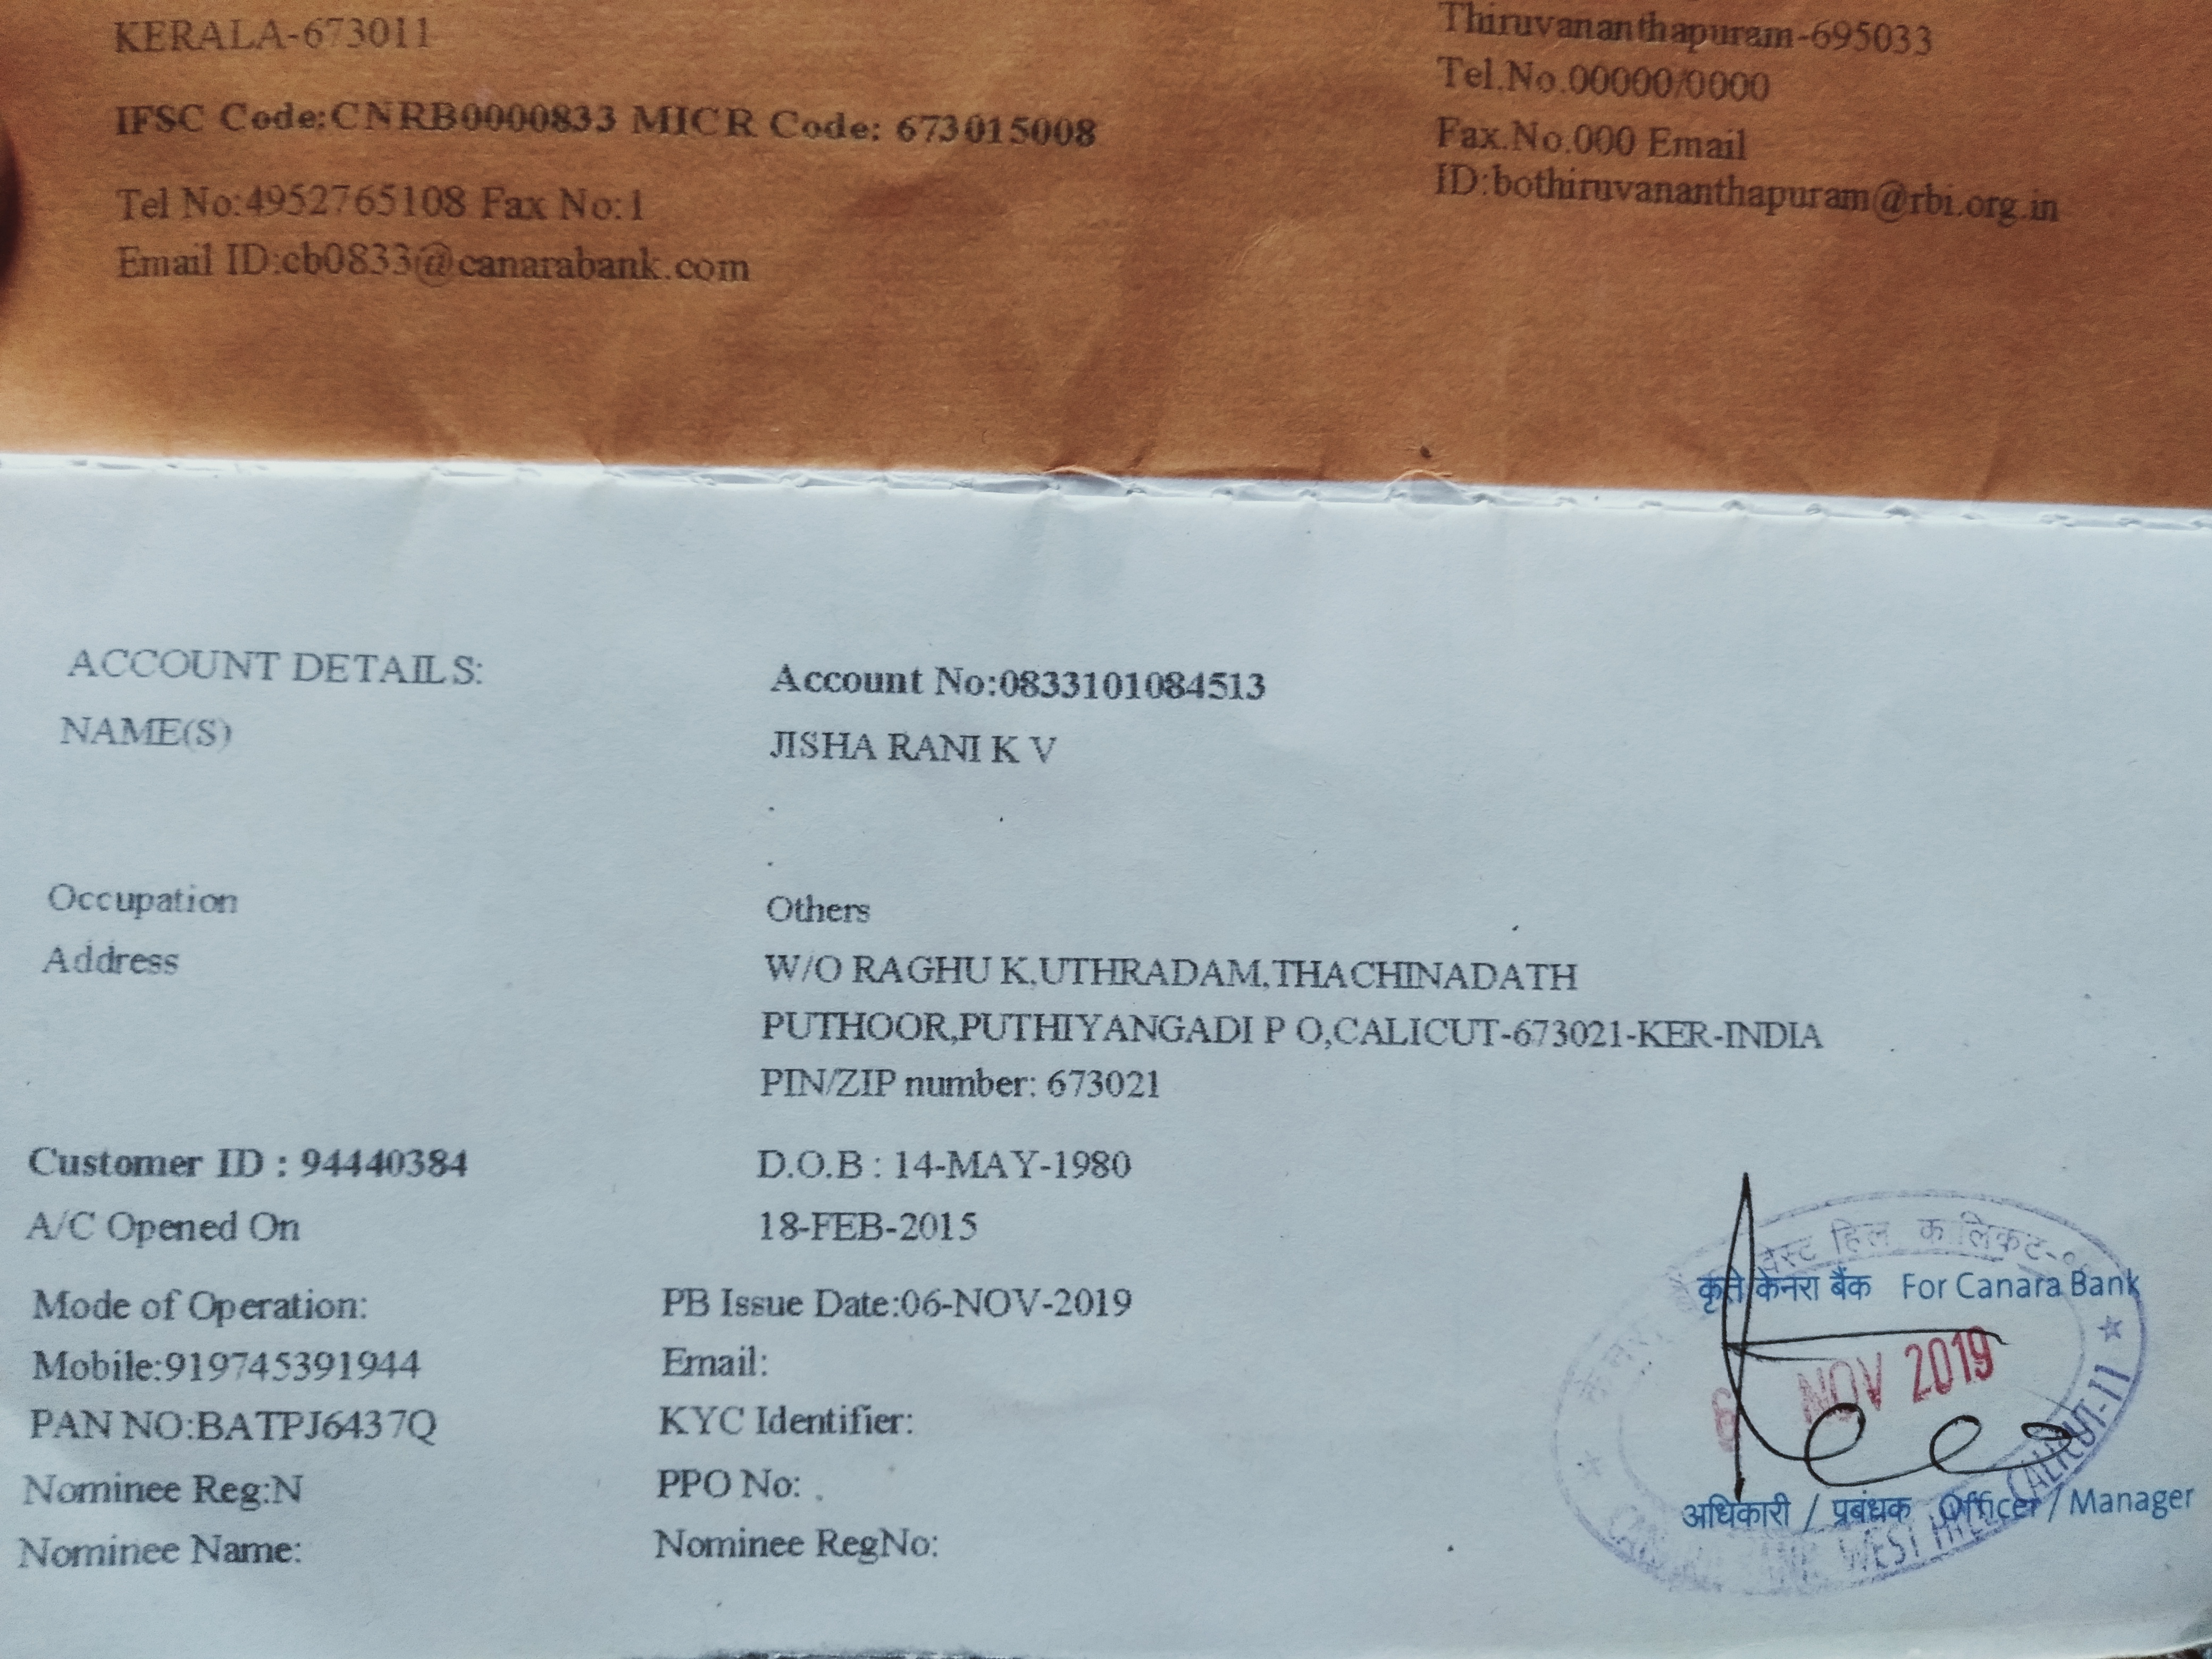 KERALA-673011
IFSC Code:CNRB0000833 MICR Code: 673015008
Tel No:4952765108 Fax No:1
Email ID:cb0833@canarabank.com
Thiruvananthapuram-695033
Tel.No.00000/0000
Fax.No.000 Email
ID:bothiruvananthapuram@rbi.org.in
ACCOUNT DETAILS:
Account No:0833101084513
NAME(S)
JISHA RANI K V
Occupation
Others
Address
W/O RAGHU K,UTHRADAM,THACHINADATH
PUTHOOR,PUTHIYANGADI P O,CALICUT-673021-KER-INDIA
PIN/ZIP number: 673021
Customer ID : 94440384
D.O.B : 14-MAY-1980
A/C Opened On
18-FEB-2015
Mode of Operation:
PB Issue Date:06-NOV-2019
Mobile:919745391944
Email:
PAN NO:BATPJ6437Q
KYC Identifier:
Nominee Reg:N
PPO No: .
Nominee Name:
Nominee RegNo:
वेस्ट हिल कालिकट
कृते केनरा बैंक For Canara Bank
6 NOV 2019
अधिकारी / प्रबंधक Officer / Manager
CANARA BANK WEST HILL CALICUT-11